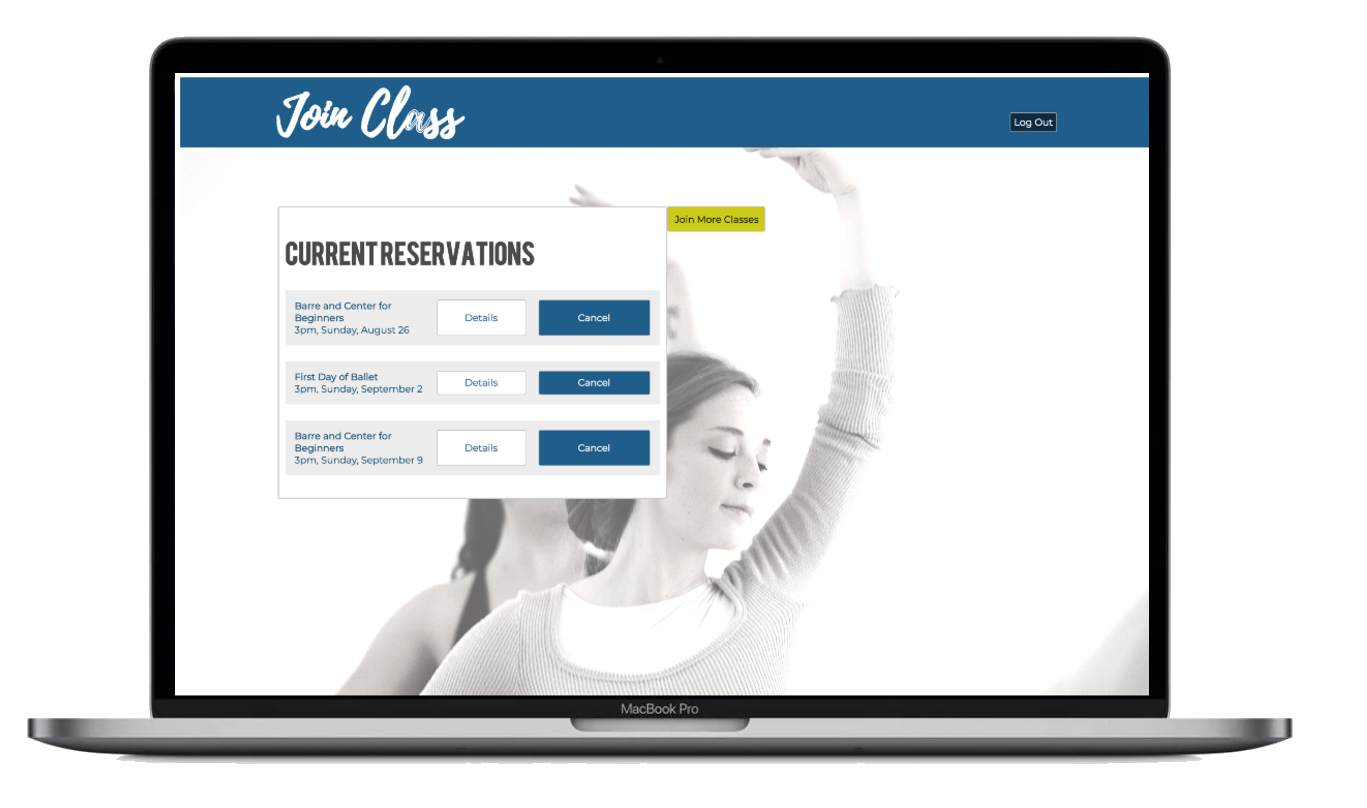 Join Class
Log Out
Join More Classes
CURRENT RESERVATIONS
Barre and Center for
Beginners
3pm, Sunday, August 26
Details
Cancel
First Day of Ballet
3pm, Sunday, September 2
Details
Cancel
Barre and Center for
Beginners
3pm, Sunday, September 9
Details
Cancel
MacBook Pro